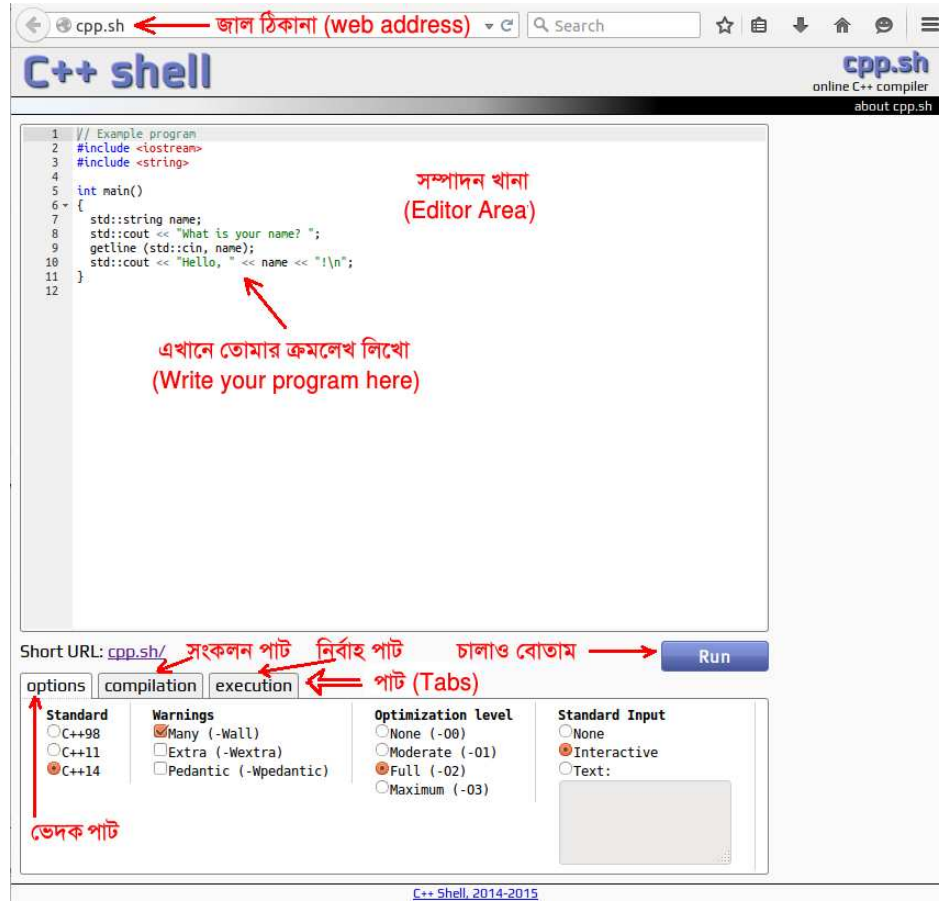 cpp.sh জাল ঠিকানা (web address) Search
C++ shell
cpp.sh
online C++ compiler
about cpp.sh
1 // Example program
2 #include <iostream>
3 #include <string>
4
5 int main()
6 {
7 std::string name;
8 std::cout << "What is your name? ";
9 getline (std::cin, name);
10 std::cout << "Hello, " << name << "!\n";
11 }
12
সম্পাদন খানা
(Editor Area)
এখানে তোমার ক্রমলেখ লিখো
(Write your program here)
Short URL: cpp.sh/ সংকলন পাট নির্বাহ পাট চালাও বোতাম Run
options compilation execution পাট (Tabs)
Standard Warnings Optimization level Standard Input
C++98 Many (-Wall) None (-O0) None
C++11 Extra (-Wextra) Moderate (-O1) Interactive
C++14 Pedantic (-Wpedantic) Full (-O2) Text:
Maximum (-O3)
ভেদক পাট
C++ Shell, 2014-2015